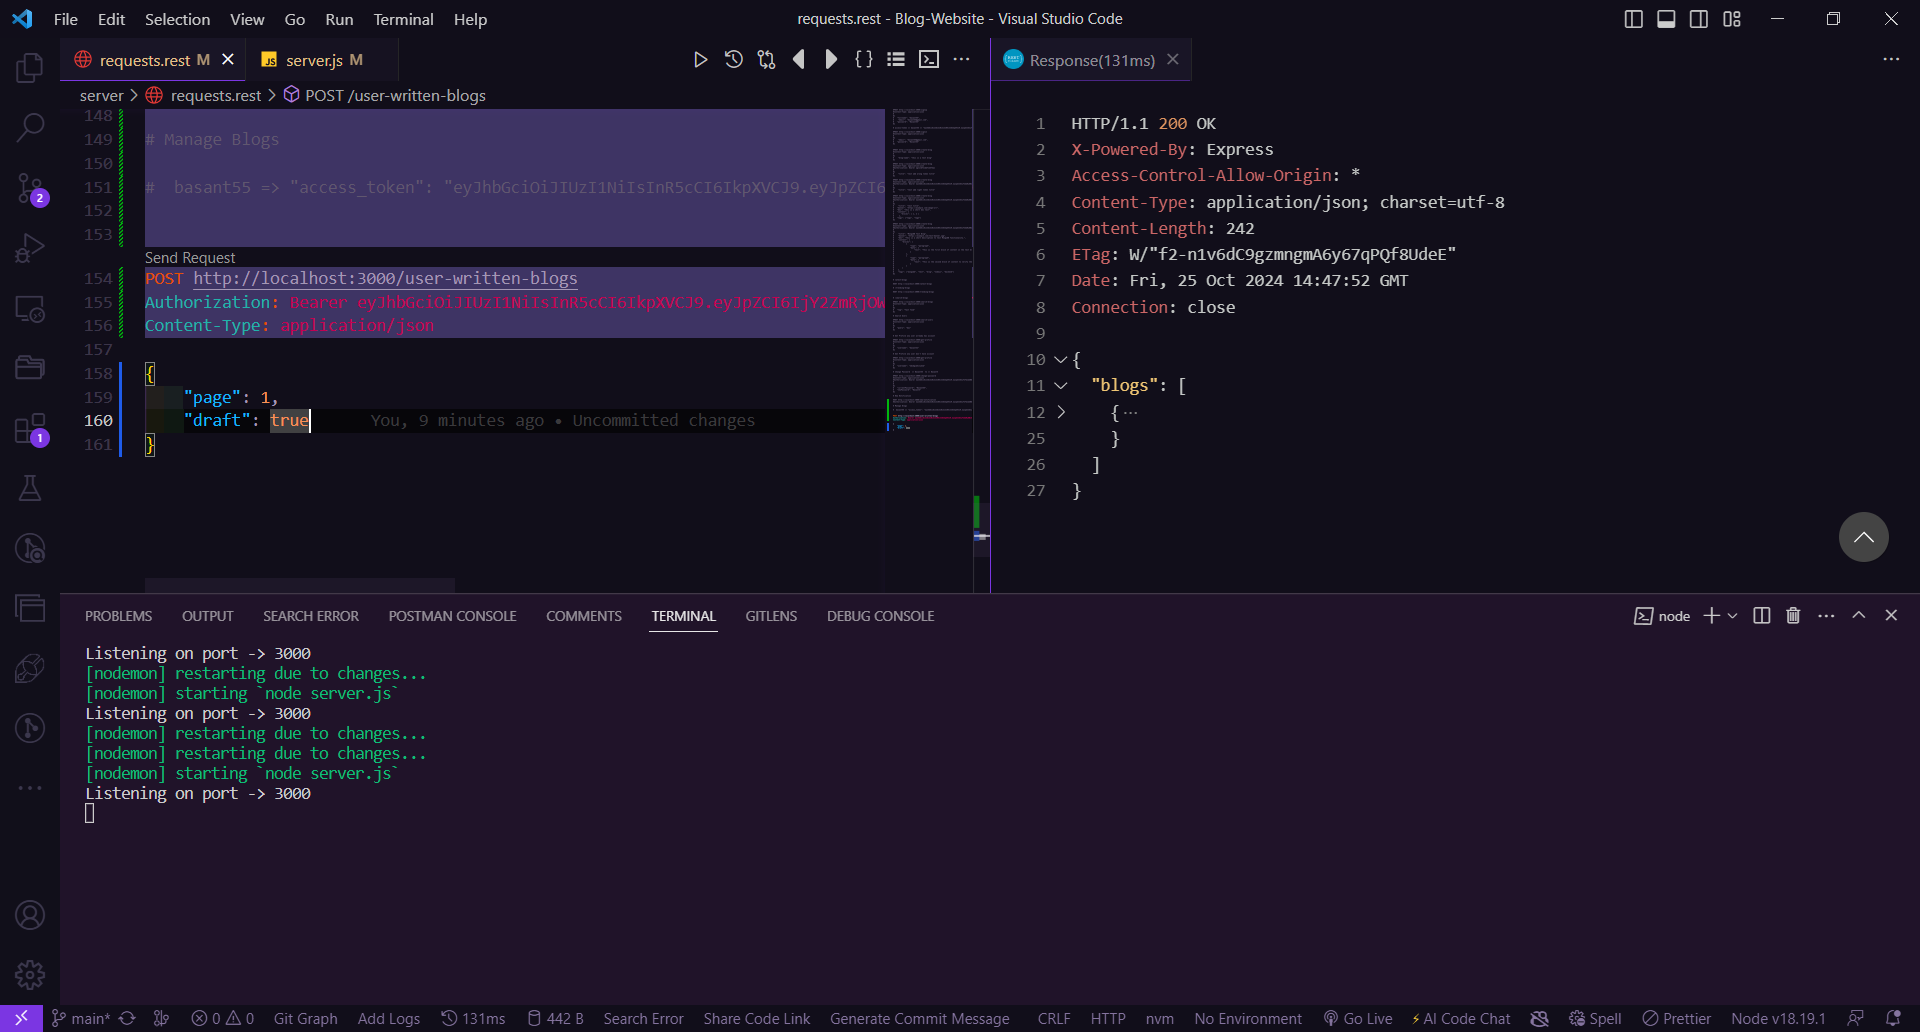 File Edit Selection View Go Run Terminal Help
requests.rest - Blog-Website - Visual Studio Code
requests.rest M
JS server.js M
Response(131ms)
server > requests.rest > POST /user-written-blogs
148
149 # Manage Blogs
150
151 # basant55 => "access_token": "eyJhbGciOiJIUzI1NiIsInR5cCI6IkpXVCJ9.eyJpZCI6
152
153
Send Request
154 POST http://localhost:3000/user-written-blogs
155 Authorization: Bearer eyJhbGciOiJIUzI1NiIsInR5cCI6IkpXVCJ9.eyJpZCI6IjY2ZmRjOW
156 Content-Type: application/json
157
158 {
159 "page": 1,
160 "draft": true You, 9 minutes ago • Uncommitted changes
161 }
1 HTTP/1.1 200 OK
2 X-Powered-By: Express
3 Access-Control-Allow-Origin: *
4 Content-Type: application/json; charset=utf-8
5 Content-Length: 242
6 ETag: W/"f2-n1v6dC9gzmngmA6y67qPQf8UdeE"
7 Date: Fri, 25 Oct 2024 14:47:52 GMT
8 Connection: close
9
10 {
11 "blogs": [
12 {···
25 }
26 ]
27 }
2
1
PROBLEMS OUTPUT SEARCH ERROR POSTMAN CONSOLE COMMENTS TERMINAL GITLENS DEBUG CONSOLE
node
Listening on port -> 3000
[nodemon] restarting due to changes...
[nodemon] starting `node server.js`
Listening on port -> 3000
[nodemon] restarting due to changes...
[nodemon] restarting due to changes...
[nodemon] starting `node server.js`
Listening on port -> 3000
main* 0 0 Git Graph Add Logs 131ms 442 B Search Error Share Code Link Generate Commit Message CRLF HTTP nvm No Environment Go Live AI Code Chat Spell Prettier Node v18.19.1